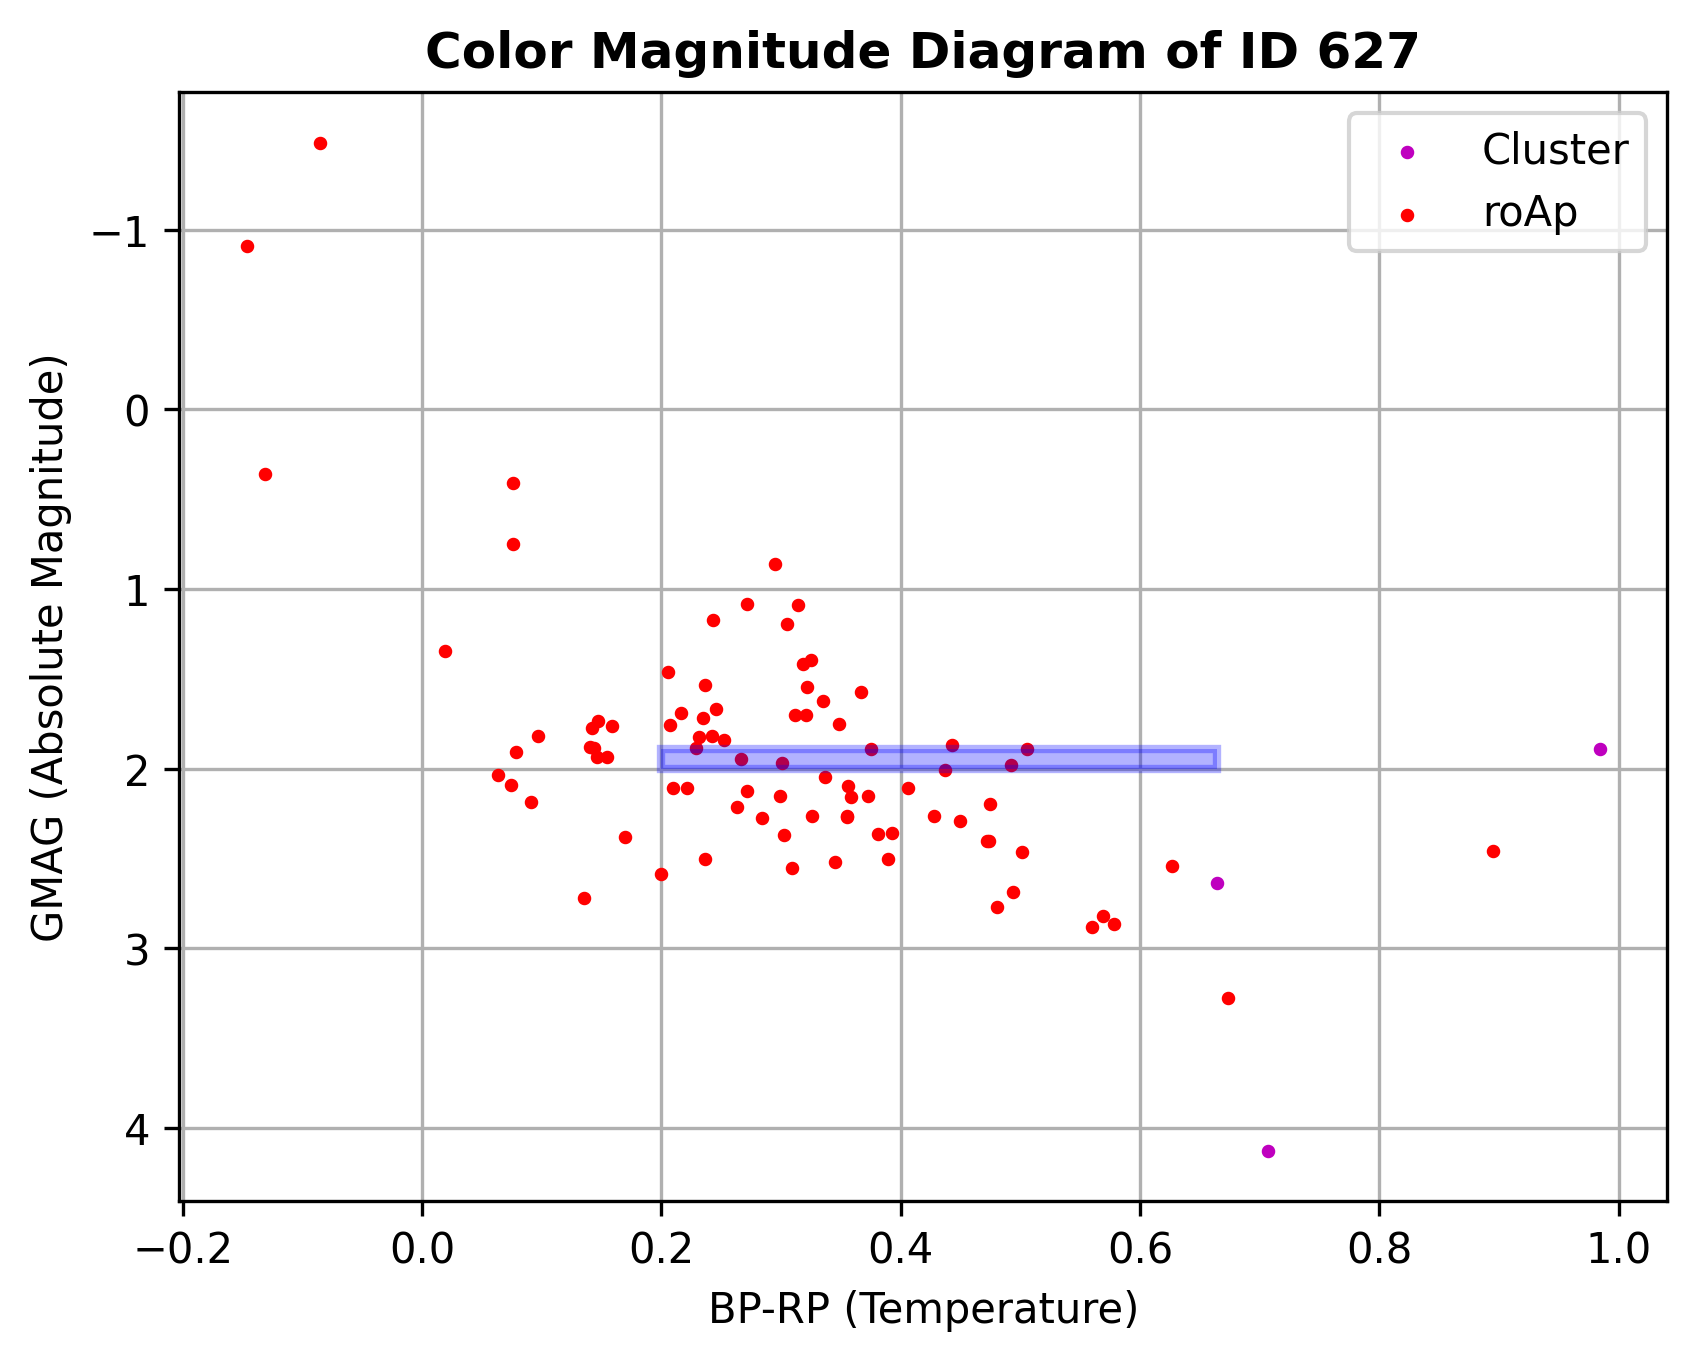 Color Magnitude Diagram of ID 627
Cluster
roAp
GMAG (Absolute Magnitude)
−1
0
1
2
3
4
−0.2 0.0 0.2 0.4 0.6 0.8 1.0
BP-RP (Temperature)